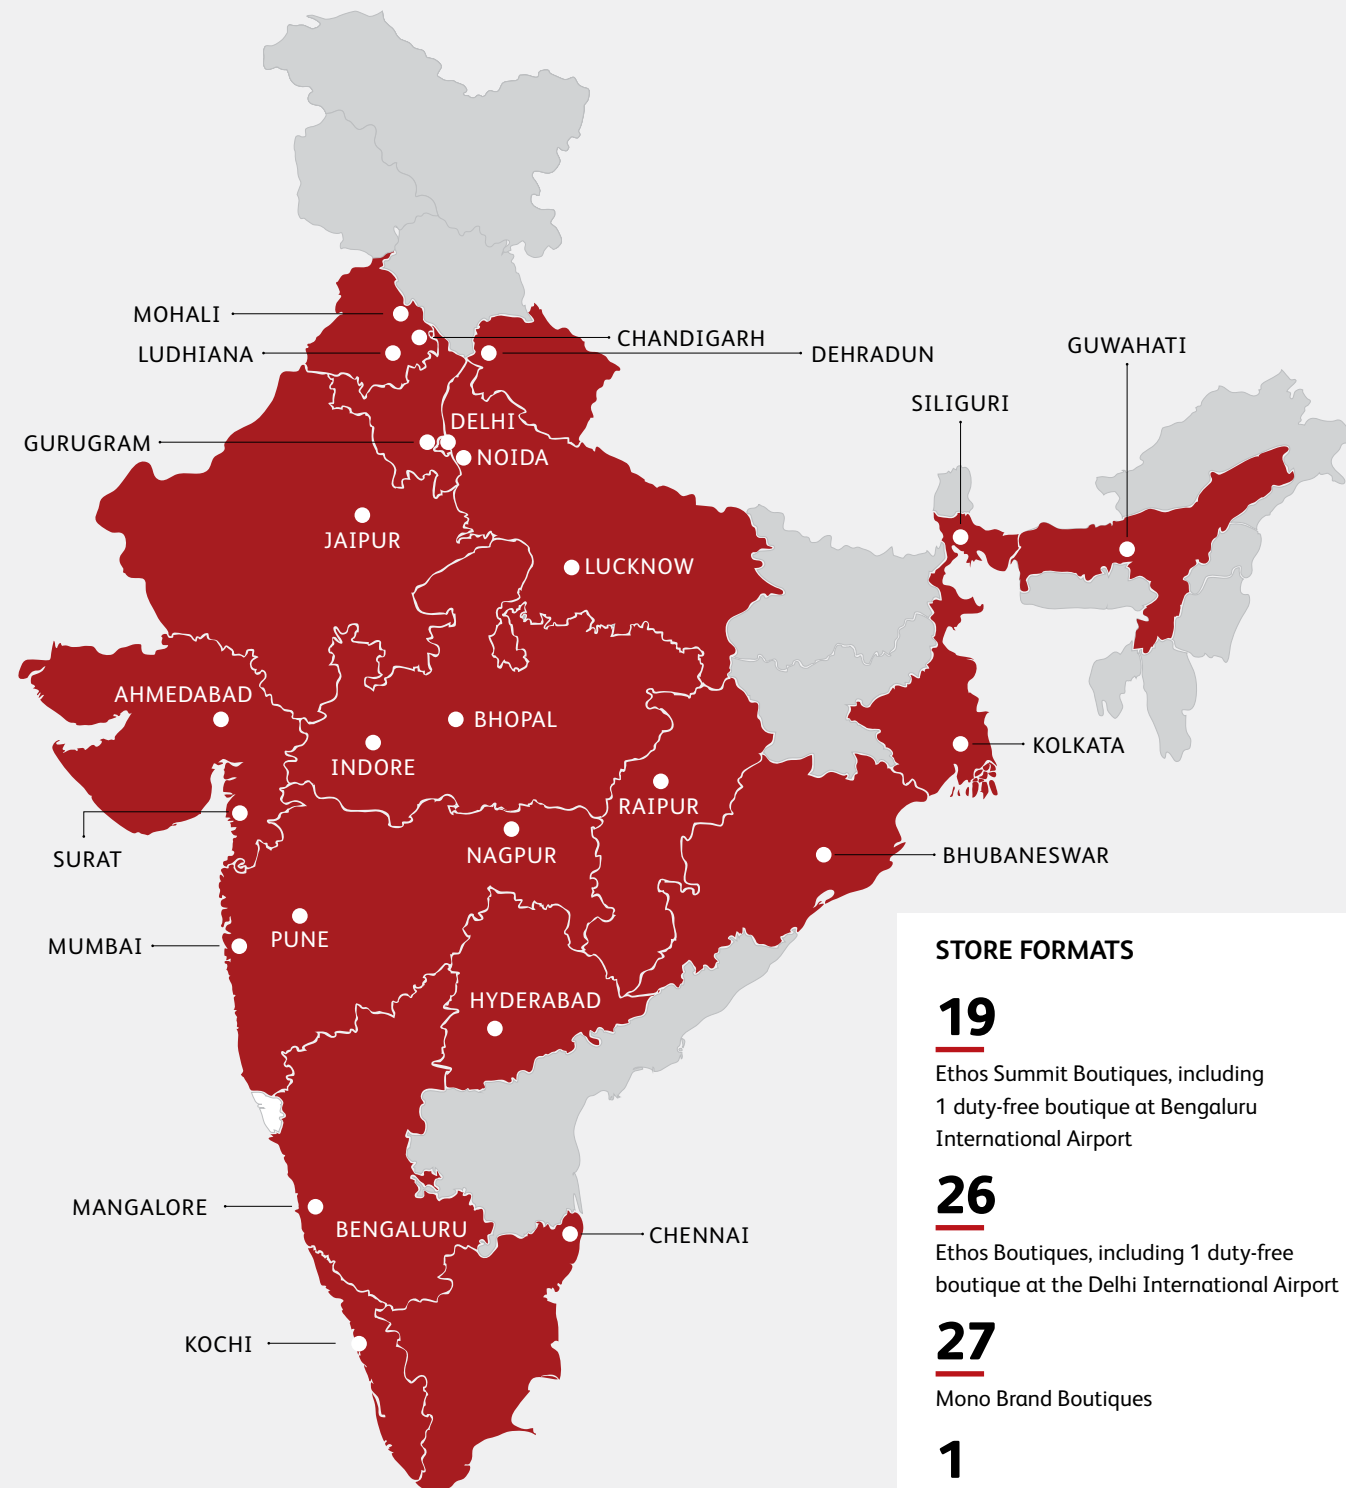 MOHALI
CHANDIGARH
LUDHIANA
DEHRADUN
GUWAHATI
SILIGURI
DELHI
GURUGRAM
NOIDA
JAIPUR
LUCKNOW
AHMEDABAD
BHOPAL
KOLKATA
INDORE
RAIPUR
SURAT
NAGPUR
BHUBANESWAR
PUNE
MUMBAI
HYDERABAD
MANGALORE
BENGALURU
CHENNAI
KOCHI
STORE FORMATS
19
Ethos Summit Boutiques, including
1 duty-free boutique at Bengaluru
International Airport
26
Ethos Boutiques, including 1 duty-free
boutique at the Delhi International Airport
27
Mono Brand Boutiques
1